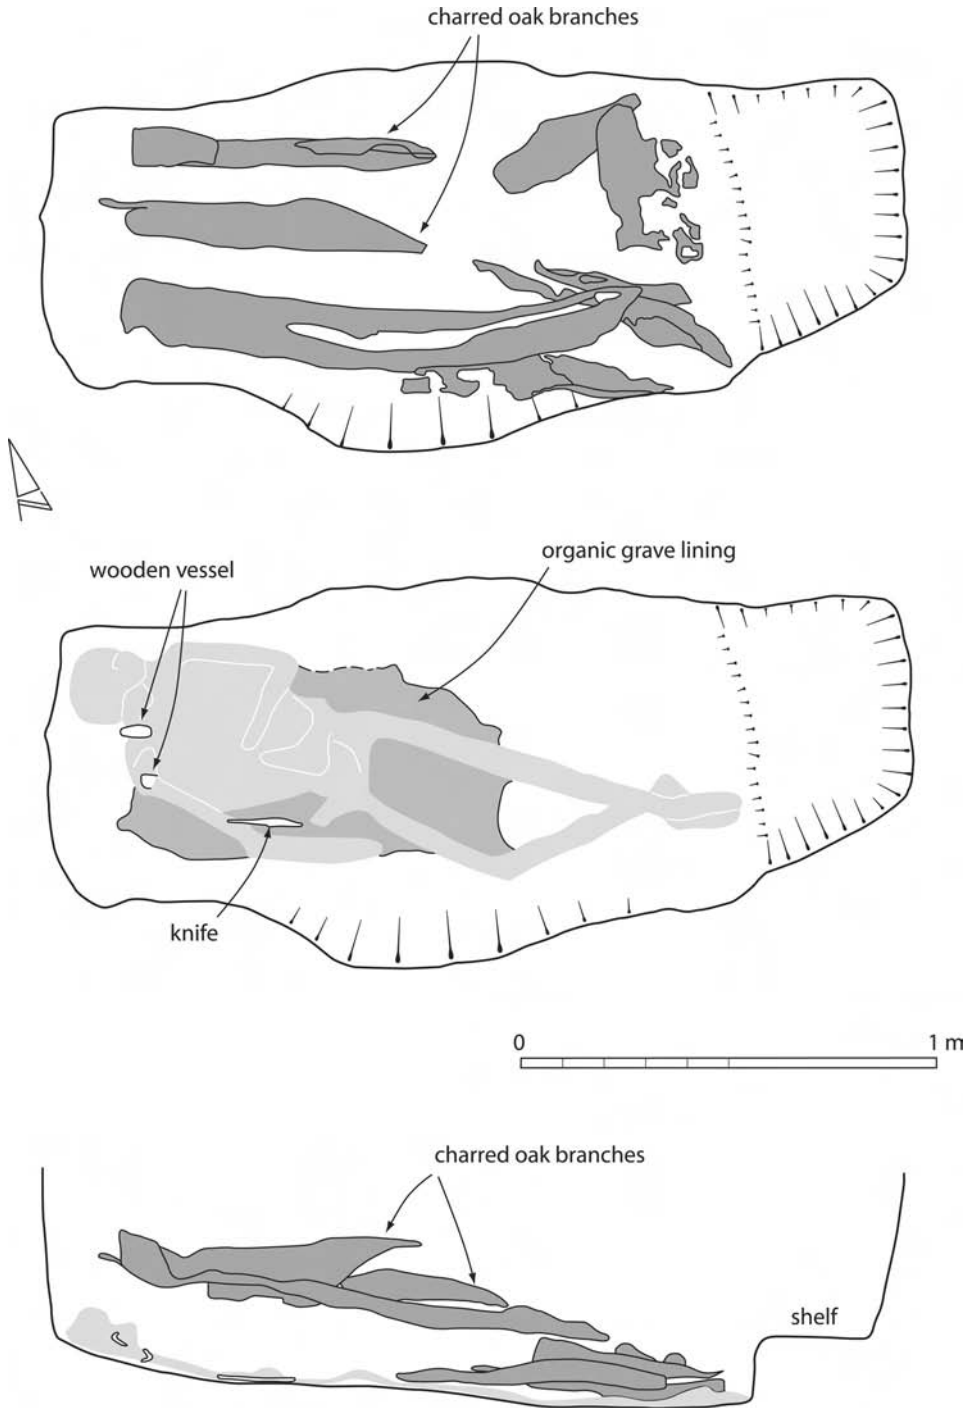 charred oak branches
organic grave lining
wooden vessel
knife
0 1 m
charred oak branches
shelf